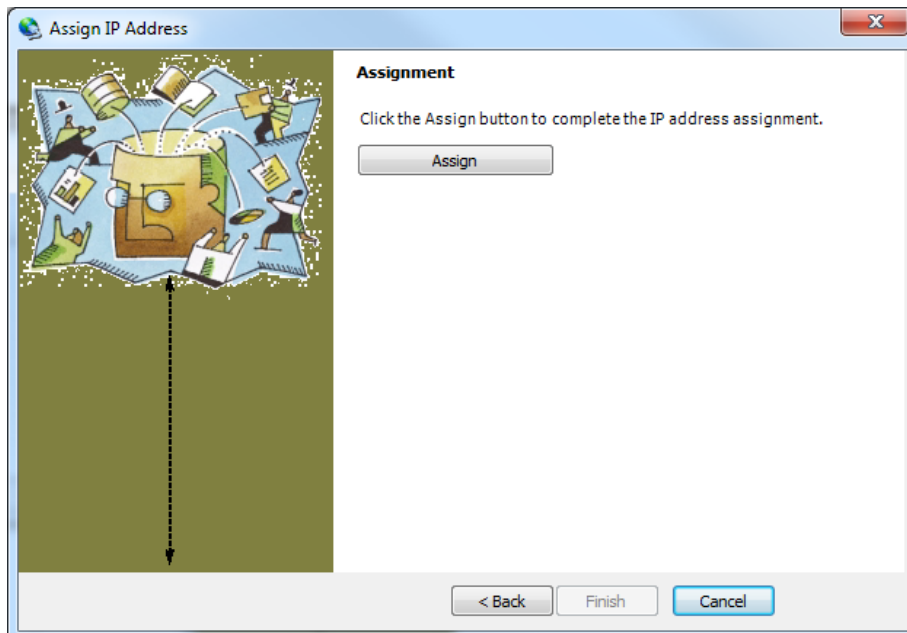 Assign IP Address
Assignment
Click the Assign button to complete the IP address assignment.
Assign
< Back
Finish
Cancel